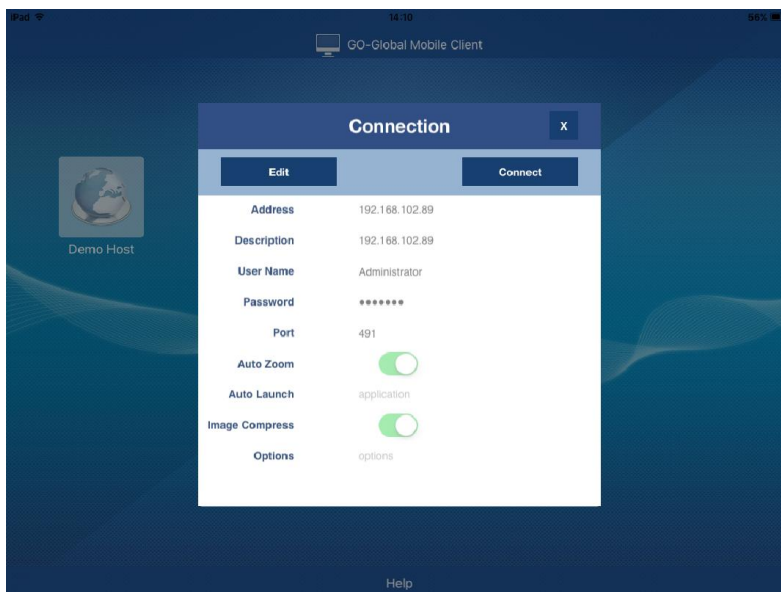 iPad 14:10 56%
GO-Global Mobile Client
Connection X
Edit Connect
Address 192.168.102.89
Description 192.168.102.89
User Name Administrator
Password •••••••
Port 491
Auto Zoom
Auto Launch application
Image Compress
Options options
Demo Host
Help